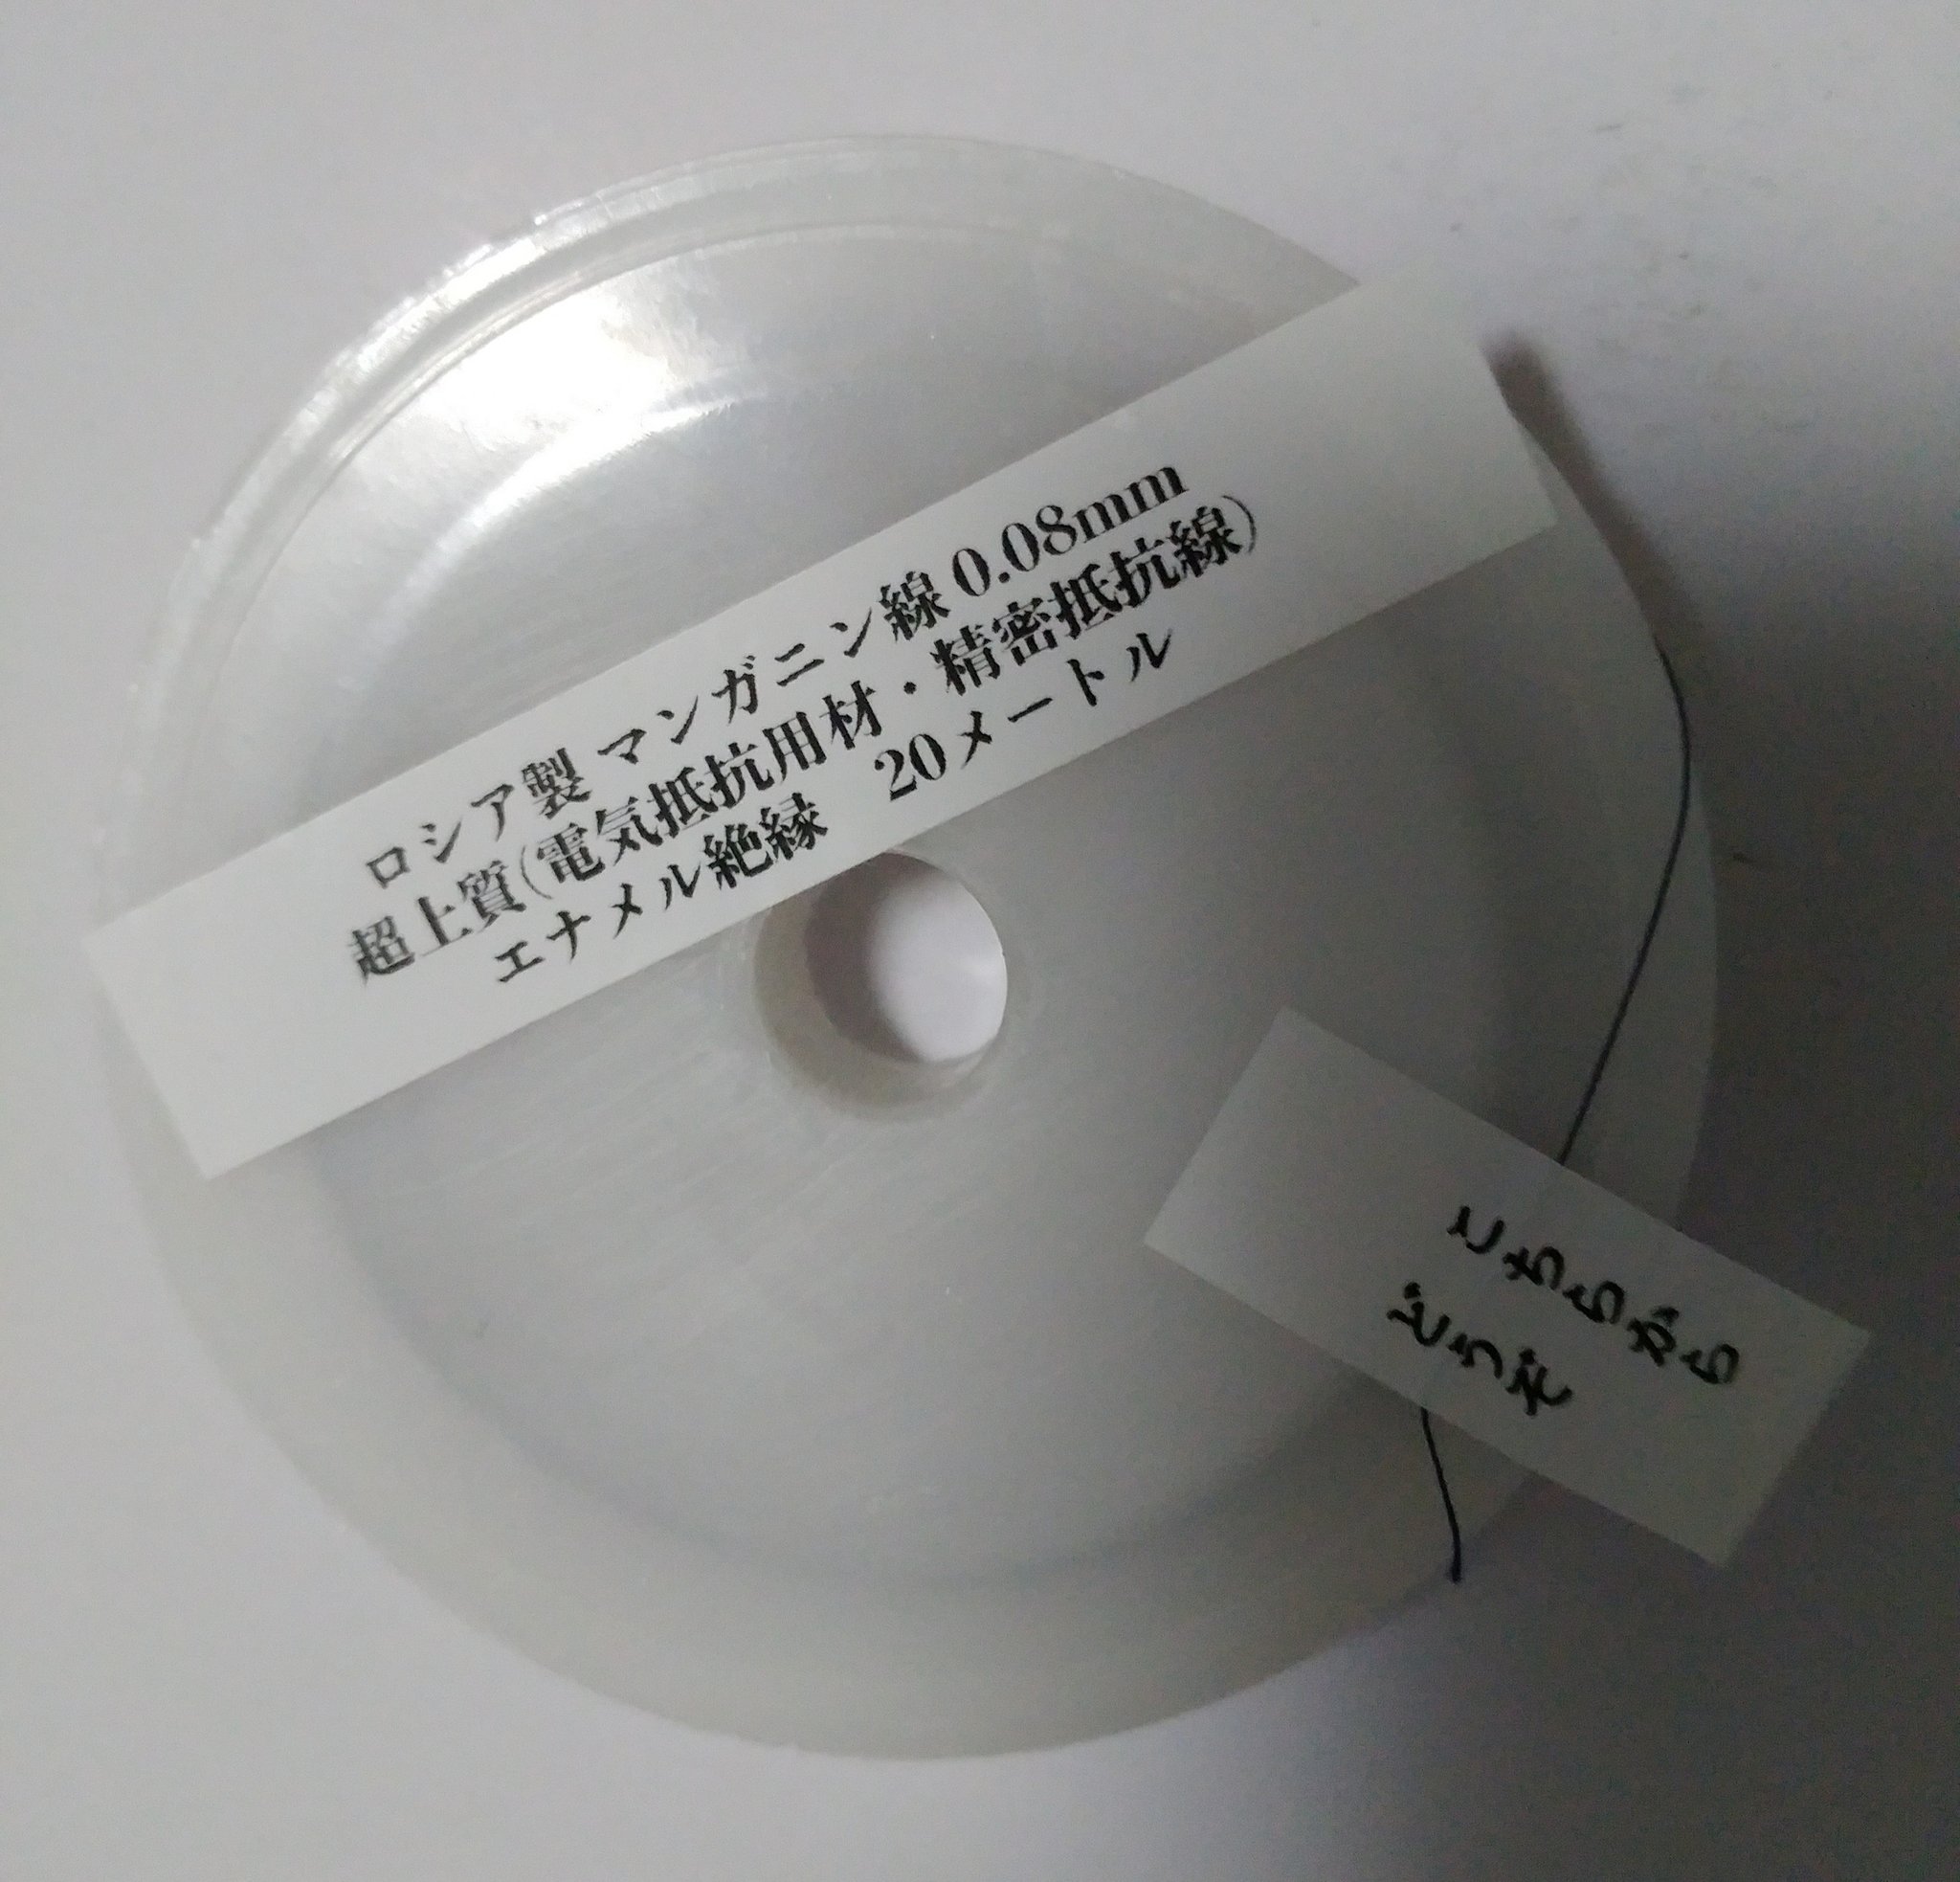 ロシア製 マンガニン線 0.08mm
超上質(電気抵抗用材・精密抵抗線)
エナメル絶縁　20メートル
こちらから
どうぞ